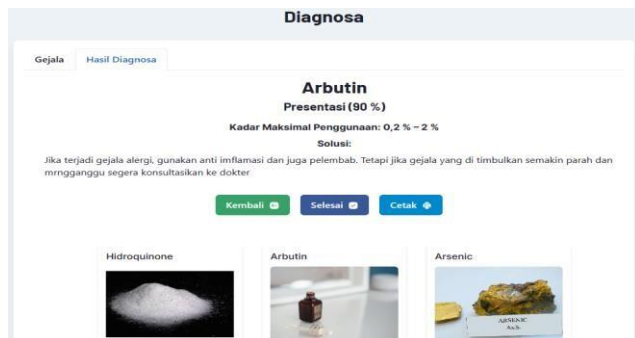 Diagnosa
Gejala Hasil Diagnosa
Arbutin
Presentasi (90 %)
Kadar Maksimal Penggunaan: 0,2 % - 2 %
Solusi:
Jika terjadi gejala alergi, gunakan anti imflamasi dan juga pelembab. Tetapi jika gejala yang di timbulkan semakin parah dan
mrngganggu segera konsultasikan ke dokter
Kembali Selesai Cetak
Hidroquinone Arbutin Arsenic
ARSENIC